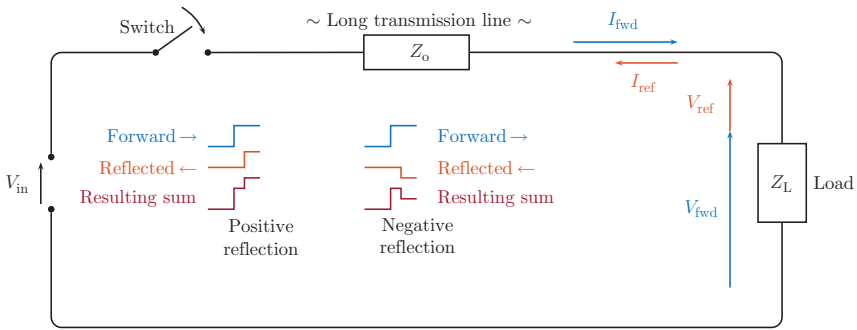 ~ Long transmission line ~
Switch
Z_o
I_fwd
I_ref
V_ref
Forward →
Forward →
Reflected ←
Reflected ←
V_in
Z_L
Load
Resulting sum
Resulting sum
V_fwd
Positive
reflection
Negative
reflection